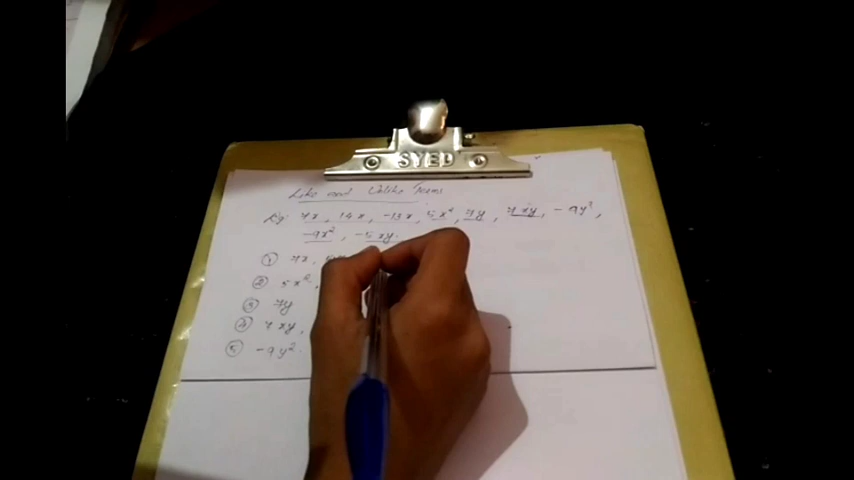 SYED
Like and Unlike Terms
Eg: 7x, 14x, -13x, 5x², 7y, 7xy, -9y²,
-9x², -5xy.
① 7x,
② 5x²,
③ 7y
④ 7xy,
⑤ -9y².